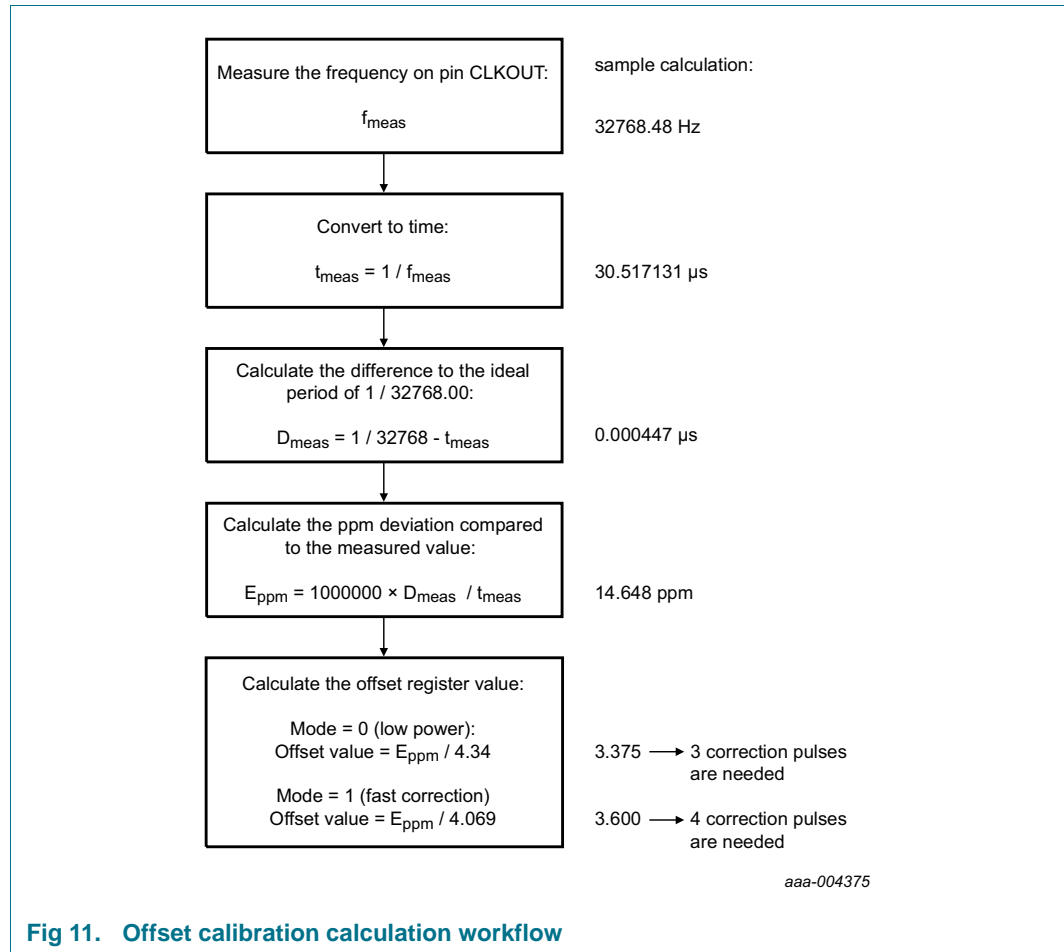 Measure the frequency on pin CLKOUT:
fmeas
sample calculation:
32768.48 Hz
Convert to time:
tmeas = 1 / fmeas
30.517131 µs
Calculate the difference to the ideal
period of 1 / 32768.00:
Dmeas = 1 / 32768 - tmeas
0.000447 µs
Calculate the ppm deviation compared
to the measured value:
Eppm = 1000000 × Dmeas / tmeas
14.648 ppm
Calculate the offset register value:
Mode = 0 (low power):
Offset value = Eppm / 4.34
3.375 → 3 correction pulses
are needed
Mode = 1 (fast correction)
Offset value = Eppm / 4.069
3.600 → 4 correction pulses
are needed
aaa-004375
Fig 11. Offset calibration calculation workflow